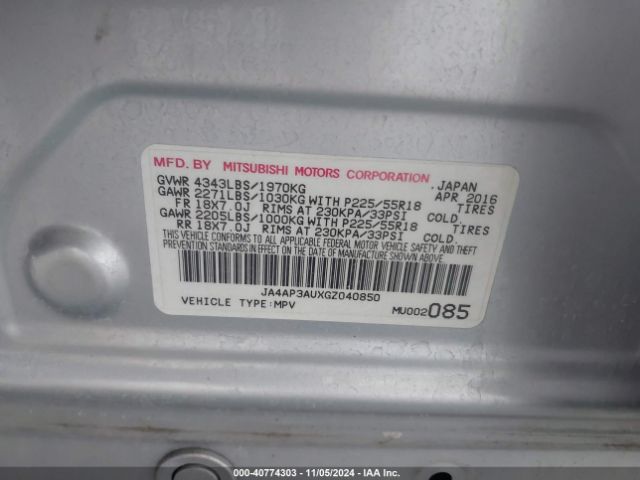 MFD. BY MITSUBISHI MOTORS CORPORATION. JAPAN
GVWR 4343LBS/1970KG APR 2016
GAWR 2271LBS/1030KG WITH P225/55R18 TIRES
FR 18X7.0J RIMS AT 230KPA/33PSI COLD.
GAWR 2205LBS/1000KG WITH P225/55R18 TIRES
RR 18X7.0J RIMS AT 230KPA/33PSI COLD.
THIS VEHICLE CONFORMS TO ALL APPLICABLE FEDERAL MOTOR VEHICLE SAFETY AND THEFT
PREVENTION STANDARDS IN EFFECT ON THE DATE OF MANUFACTURE SHOWN ABOVE.
JA4AP3AUXGZ040850
VEHICLE TYPE:MPV MU002085
000-40774303 - 11/05/2024 - IAA Inc.